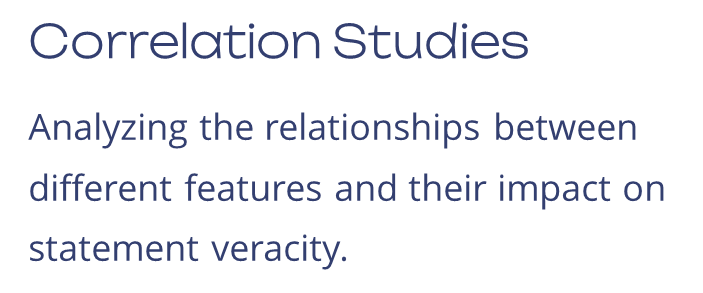 Correlation Studies
Analyzing the relationships between
different features and their impact on
statement veracity.